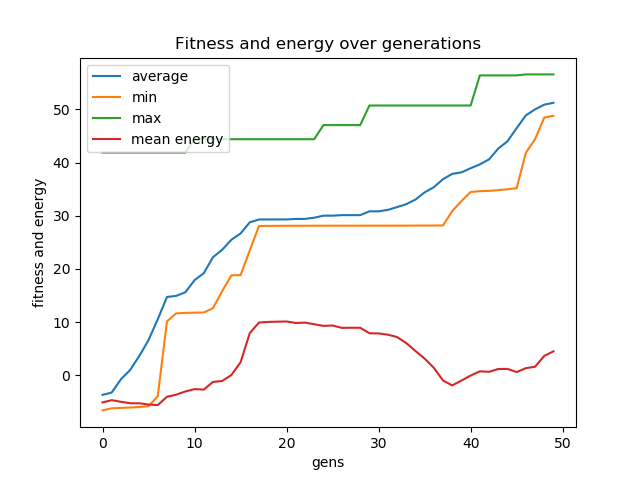 Fitness and energy over generations
average
min
max
mean energy
fitness and energy
50
40
30
20
10
0
0 10 20 30 40 50
gens